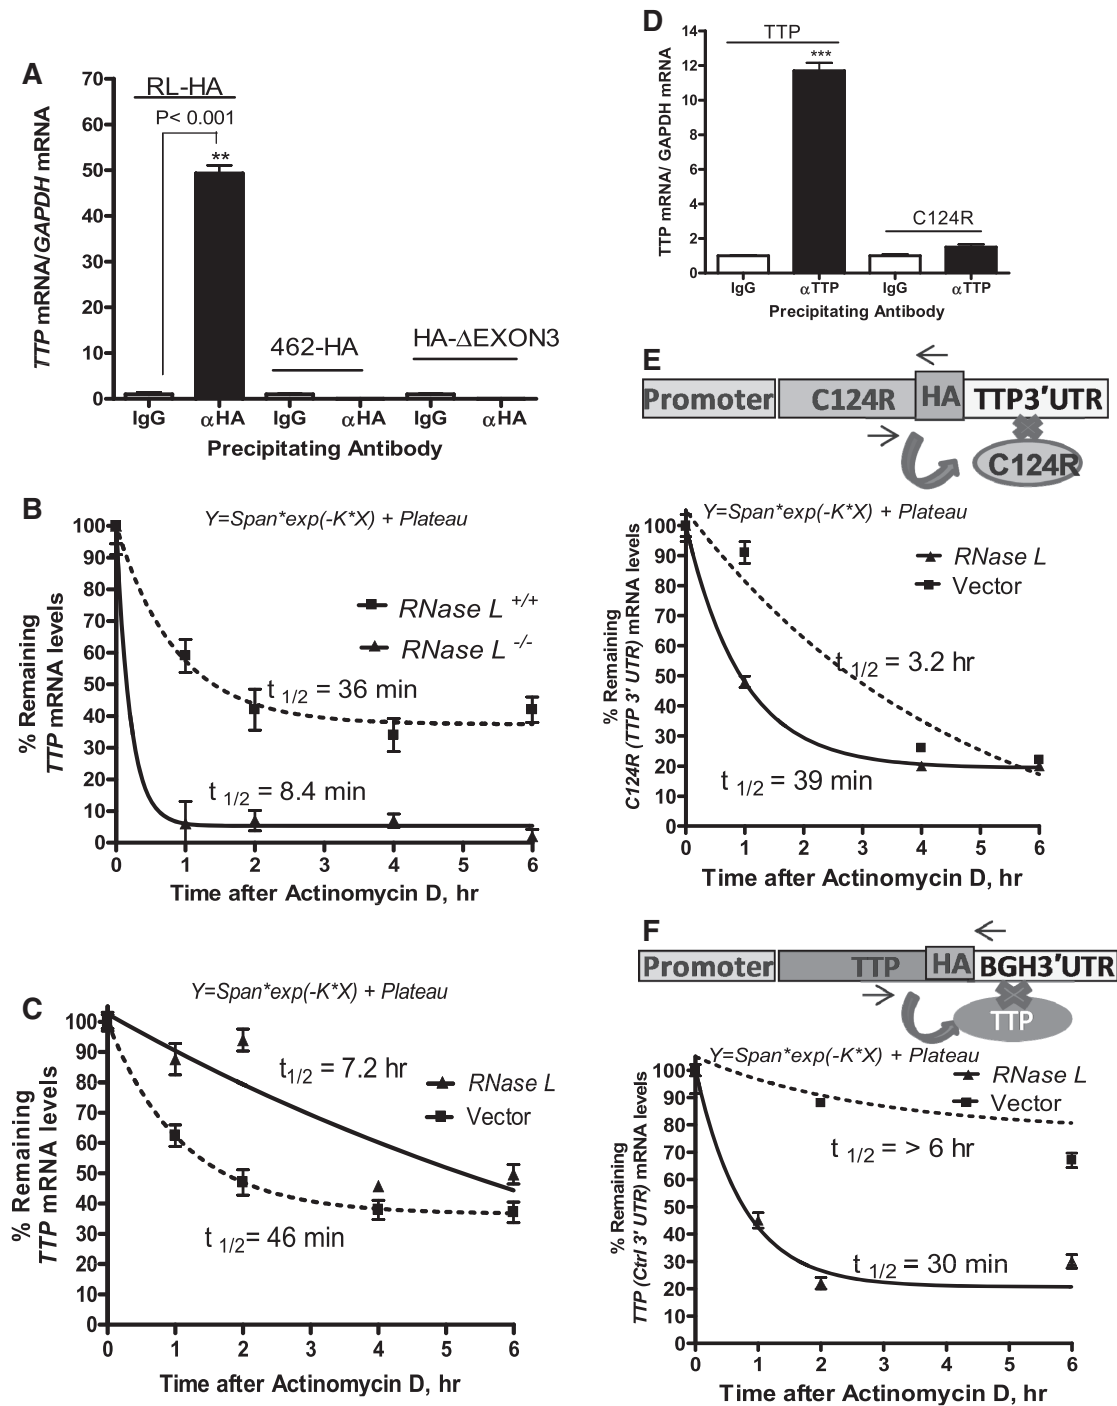 A
TTP mRNA/GAPDH mRNA
70
60
50
40
30
20
10
0
RL-HA
P< 0.001
**
462-HA
HA-ΔEXON3
IgG αHA IgG αHA IgG αHA
Precipitating Antibody
B
Y=Span*exp(-K*X) + Plateau
% Remaining
TTP mRNA levels
100
90
80
70
60
50
40
30
20
10
0
RNase L +/+
RNase L -/-
t 1/2 = 36 min
t 1/2 = 8.4 min
0 1 2 3 4 5 6
Time after Actinomycin D, hr
C
Y=Span*exp(-K*X) + Plateau
% Remaining
TTP mRNA levels
100
90
80
70
60
50
40
30
20
10
0
t1/2 = 7.2 hr
RNase L
Vector
t 1/2= 46 min
0 1 2 3 4 5 6
Time after Actinomycin D, hr
D
TTP mRNA/ GAPDH mRNA
14
12
10
8
6
4
2
0
TTP
***
C124R
IgG αTTP IgG αTTP
Precipitating Antibody
E
Promoter C124R HA TTP3'UTR
C124R
Y=Span*exp(-K*X) + Plateau
% Remaining
C124R (TTP 3' UTR) mRNA levels
100
90
80
70
60
50
40
30
20
10
0
RNase L
Vector
t 1/2 = 3.2 hr
t 1/2 = 39 min
0 1 2 3 4 5 6
Time after Actinomycin D, hr
F
Promoter TTP HA BGH3'UTR
TTP
Y=Span*exp(-K*X) + Plateau
% Remaining
TTP (Ctrl 3' UTR) mRNA levels
100
90
80
70
60
50
40
30
20
10
0
RNase L
Vector
t 1/2 = > 6 hr
t 1/2 = 30 min
0 1 2 3 4 5 6
Time after Actinomycin D, hr